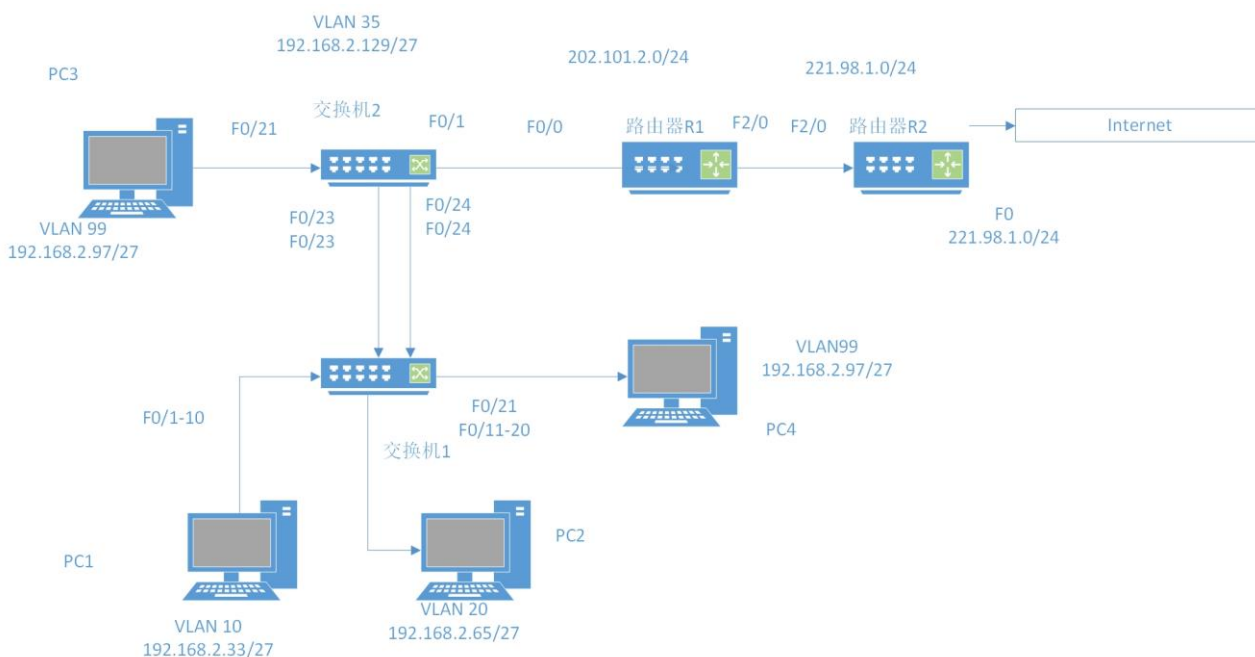 VLAN 35
192.168.2.129/27
202.101.2.0/24
221.98.1.0/24
PC3
交换机2
F0/21
F0/1
F0/0
路由器R1
F2/0
F2/0
路由器R2
Internet
F0/23
F0/23
F0/24
F0/24
VLAN 99
192.168.2.97/27
F0
221.98.1.0/24
VLAN99
192.168.2.97/27
F0/1-10
F0/21
F0/11-20
PC4
交换机1
PC1
PC2
VLAN 10
192.168.2.33/27
VLAN 20
192.168.2.65/27